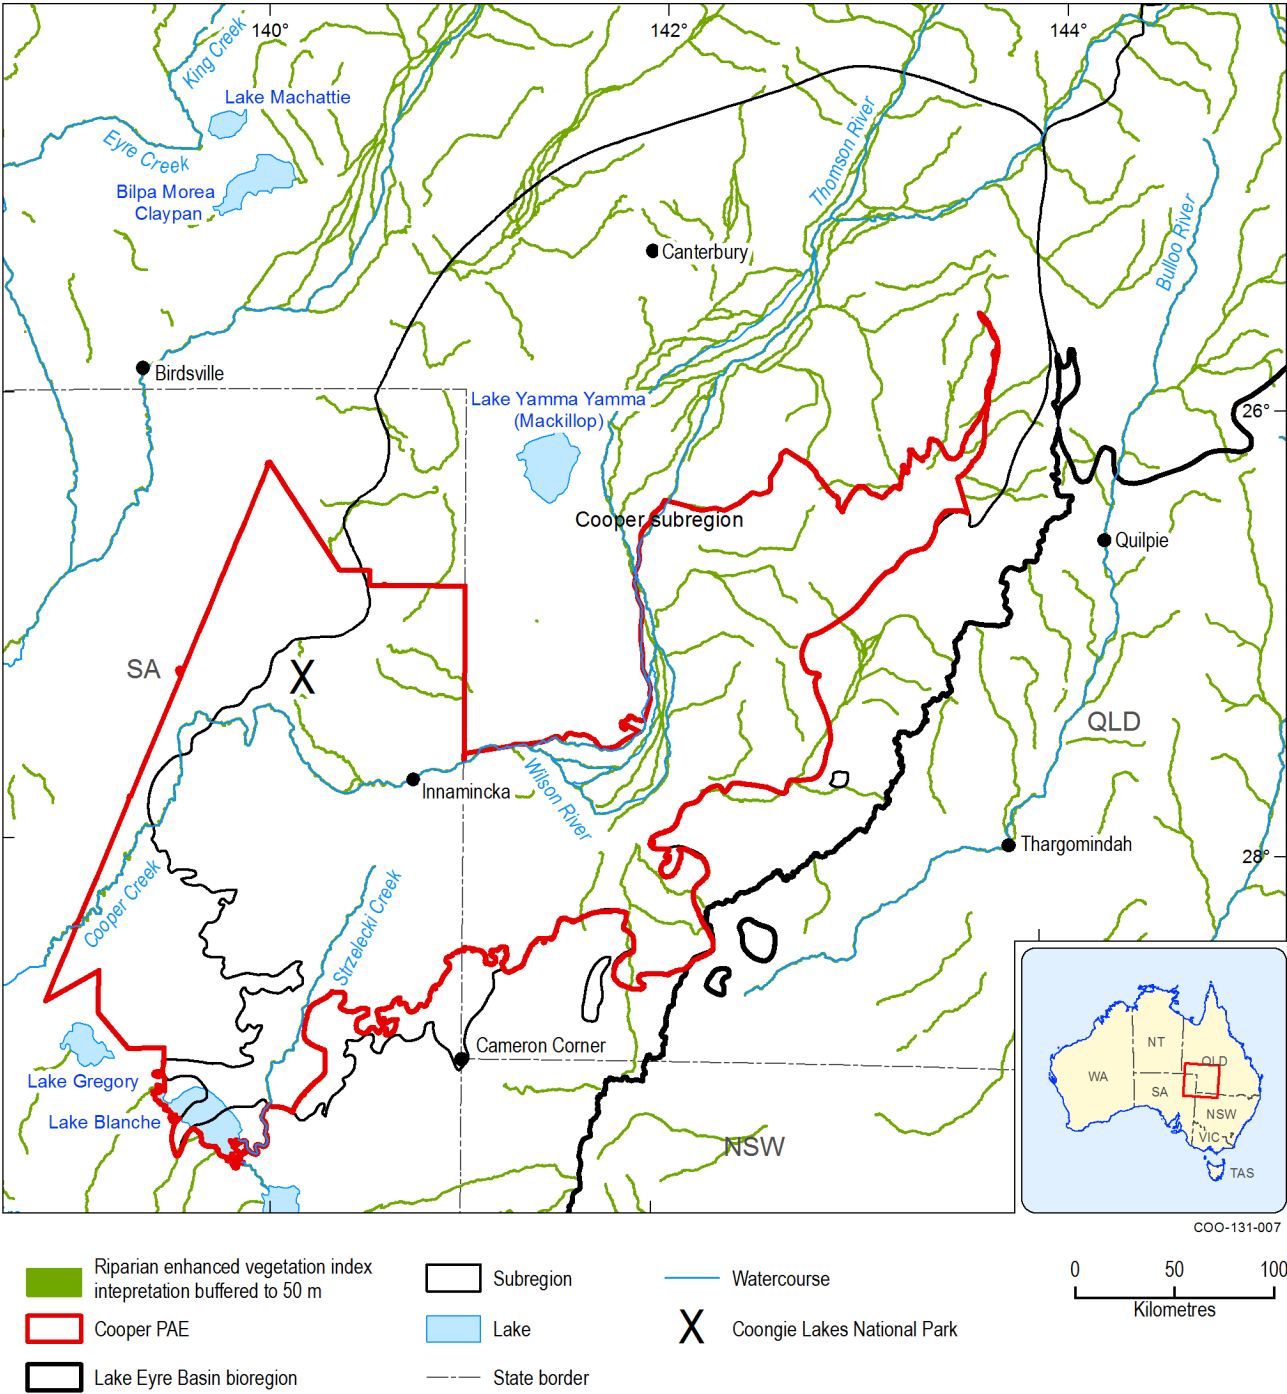 140°
142°
144°
King Creek
Lake Machattie
Eyre Creek
Bilpa Morea
Claypan
Thomson River
Bulloo River
Canterbury
Birdsville
Lake Yamma Yamma
(Mackillop)
26°
Cooper subregion
Quilpie
SA
X
QLD
Innamincka
Wilson River
Thargomindah
28°
Cooper Creek
Strzelecki Creek
Cameron Corner
Lake Gregory
Lake Blanche
NSW
NT
QLD
WA
SA
NSW
VIC
TAS
COO-131-007
Riparian enhanced vegetation index
intepretation buffered to 50 m
Cooper PAE
Lake Eyre Basin bioregion
Subregion
Lake
State border
Watercourse
X Coongie Lakes National Park
0 50 100
Kilometres